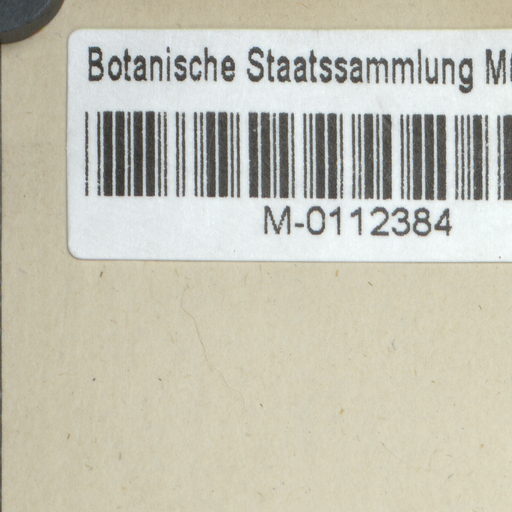 Botanische Staatssammlung
M-0112384